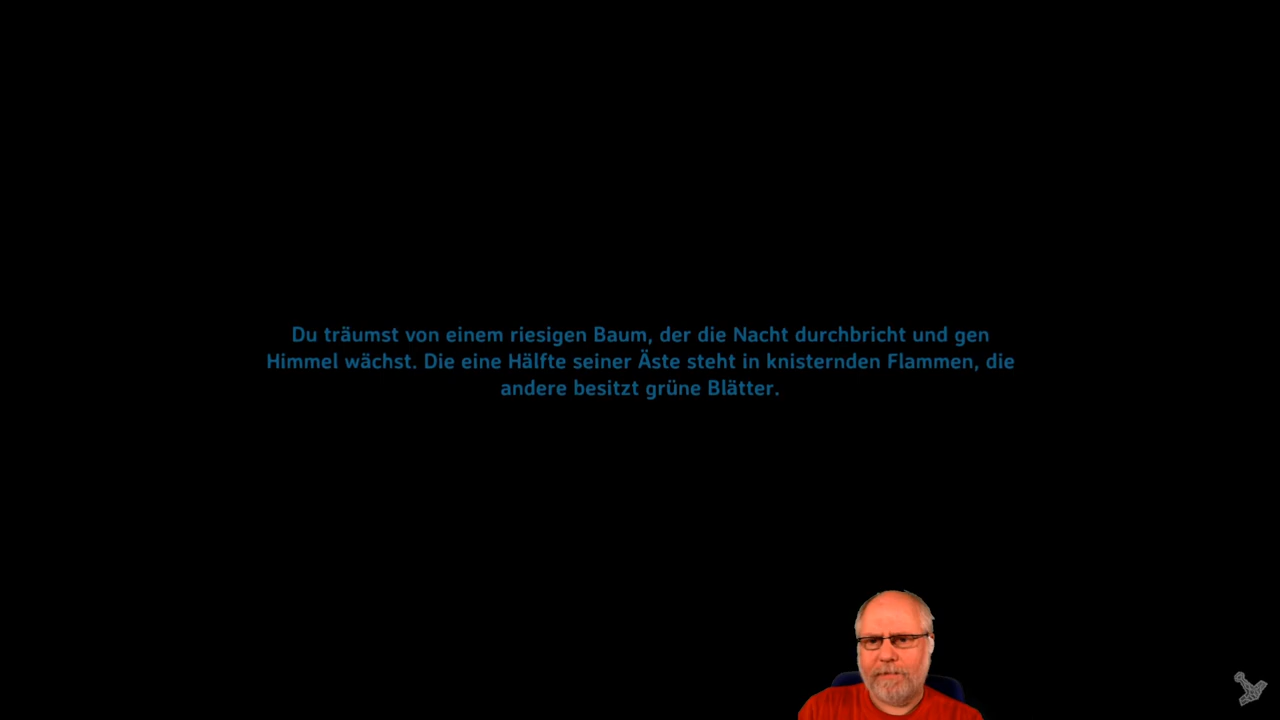 Du träumst von einem riesigen Baum, der die Nacht durchbricht und gen
Himmel wächst. Die eine Hälfte seiner Äste steht in knisternden Flammen, die
andere besitzt grüne Blätter.